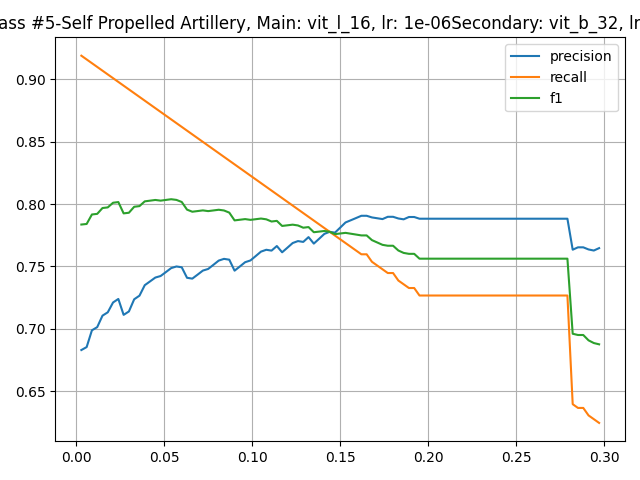 ass #5-Self Propelled Artillery, Main: vit_l_16, lr: 1e-06Secondary: vit_b_32, lr
precision
recall
f1
0.90
0.85
0.80
0.75
0.70
0.65
0.00 0.05 0.10 0.15 0.20 0.25 0.30